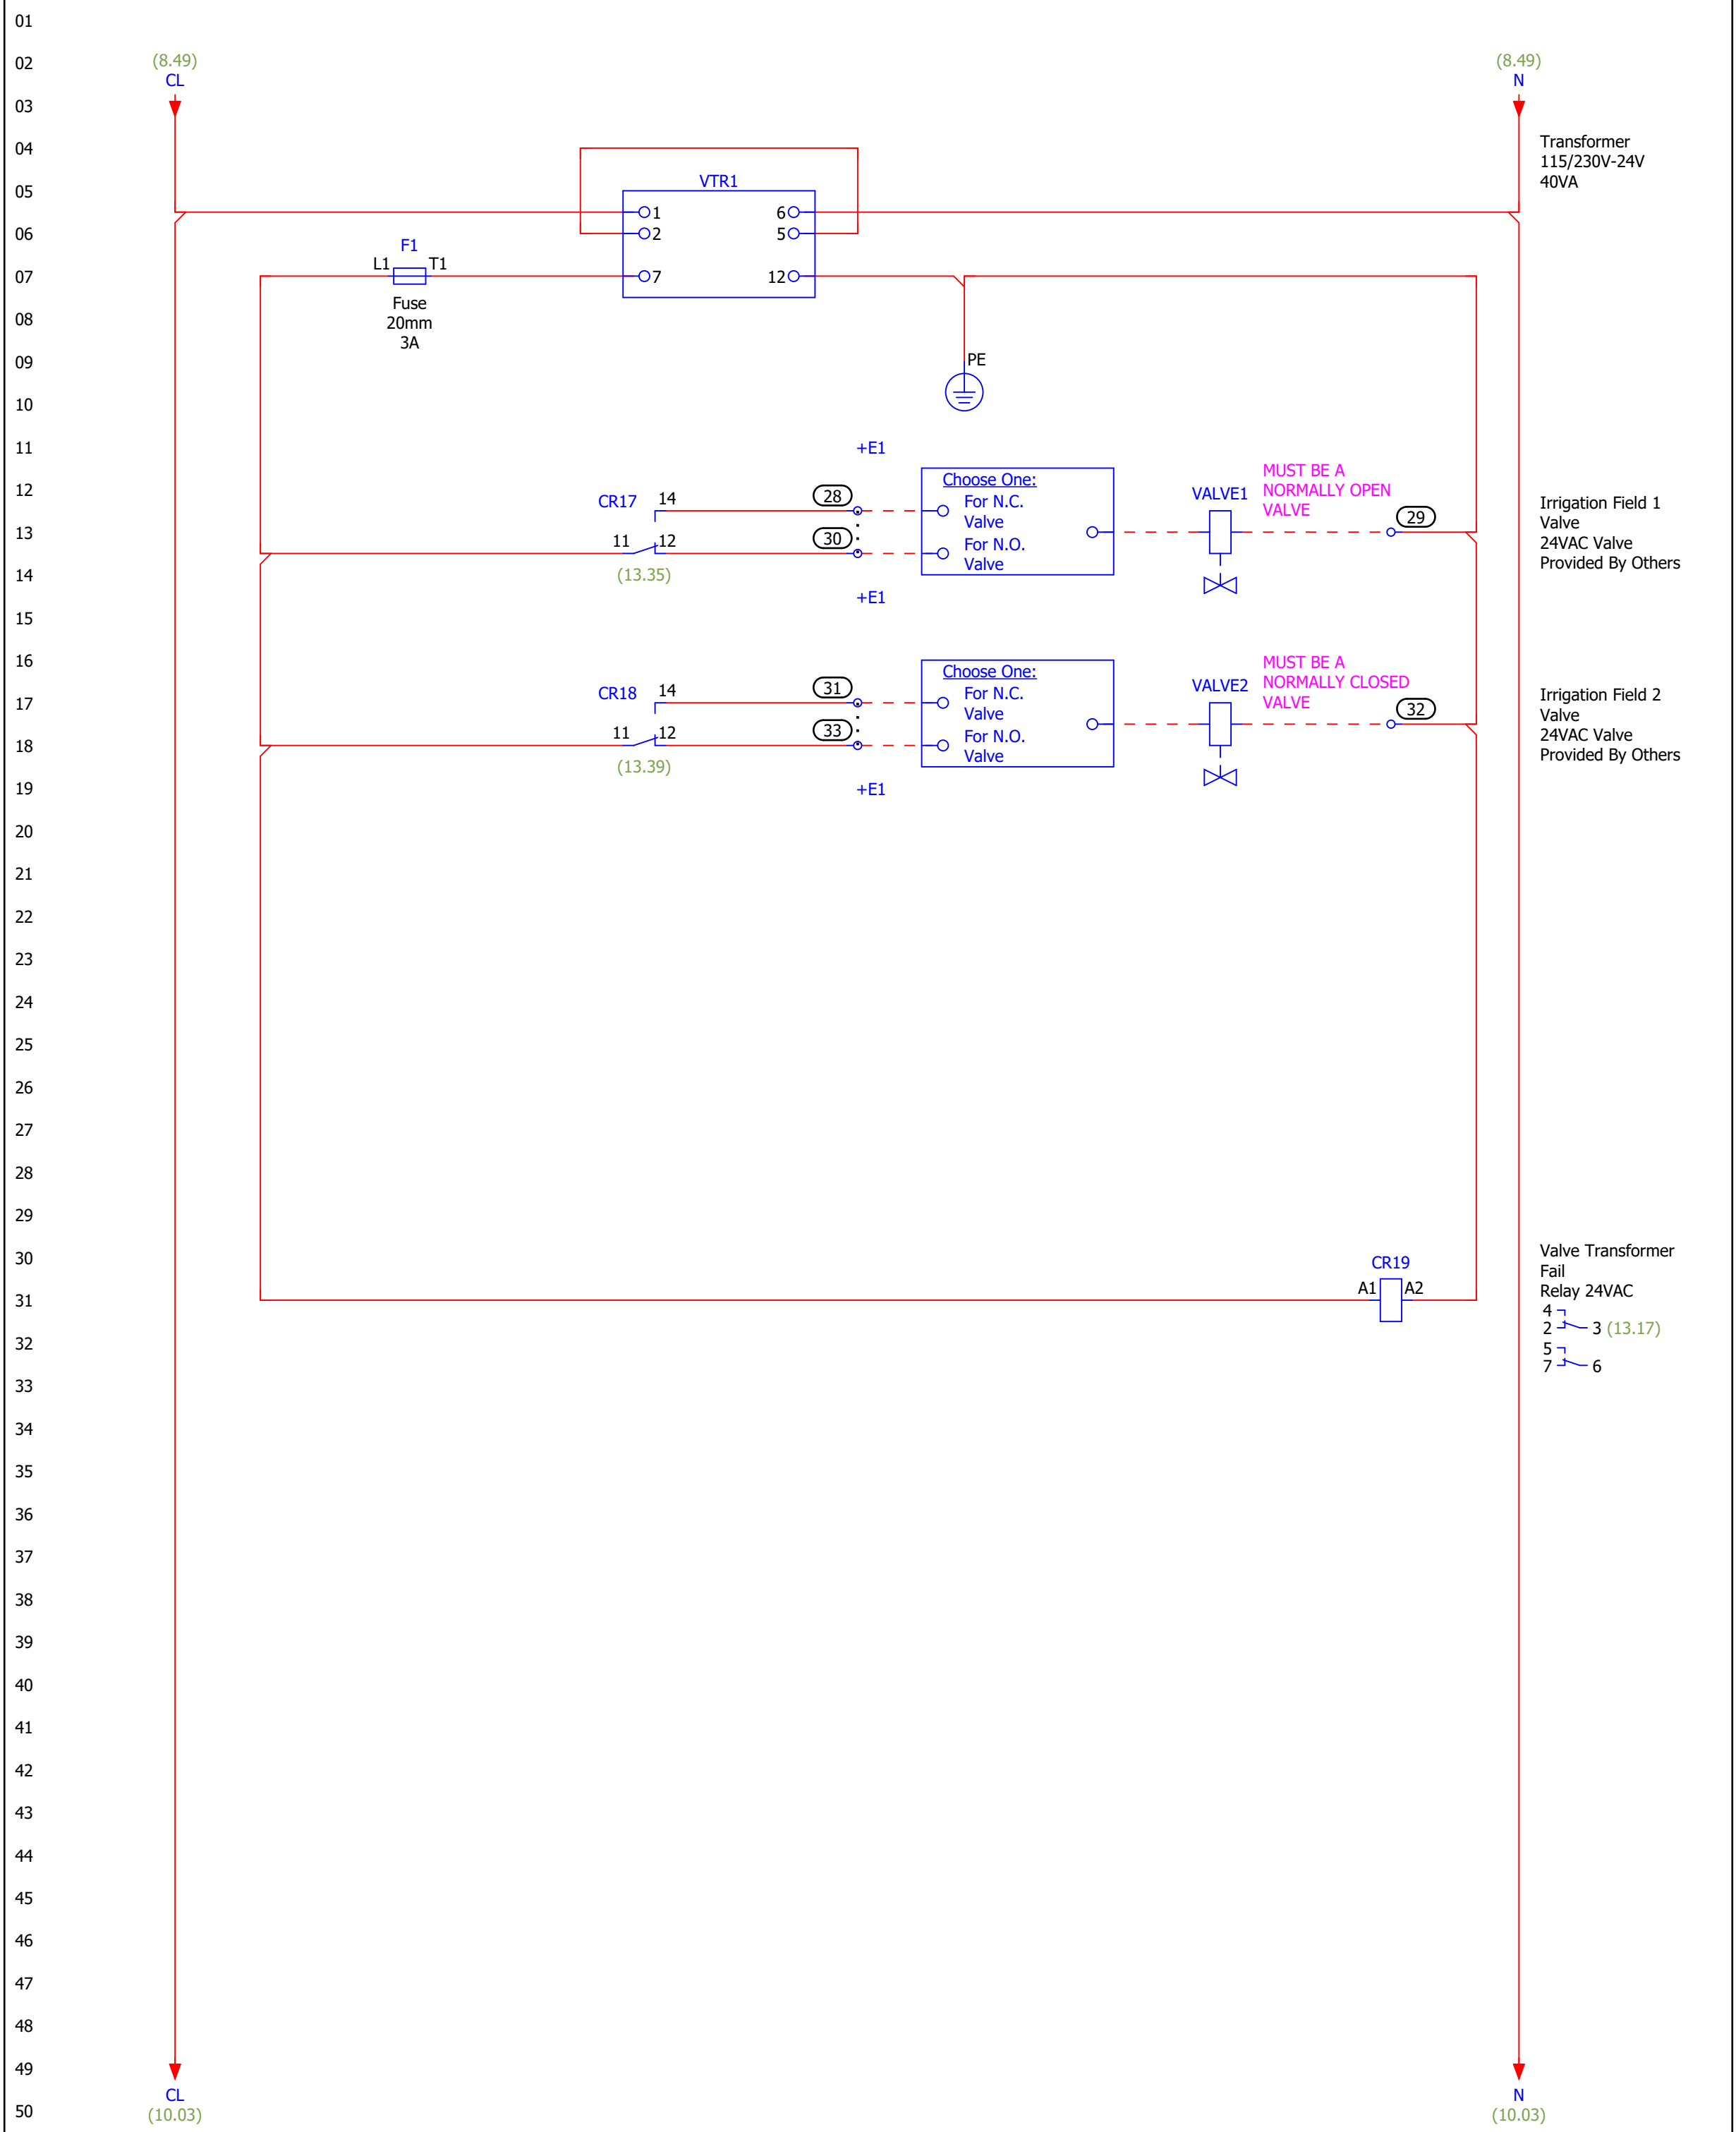 01
02
03
04
05
06
07
08
09
10
11
12
13
14
15
16
17
18
19
20
21
22
23
24
25
26
27
28
29
30
31
32
33
34
35
36
37
38
39
40
41
42
43
44
45
46
47
48
49
50
(8.49)
CL
(8.49)
N
Transformer
115/230V-24V
40VA
VTR1
1
6
2
5
7
12
F1
L1
T1
Fuse
20mm
3A
PE
+E1
CR17
14
11
12
(13.35)
28
30
+E1
Choose One:
For N.C.
Valve
For N.O.
Valve
VALVE1
MUST BE A
NORMALLY OPEN
VALVE
29
Irrigation Field 1
Valve
24VAC Valve
Provided By Others
CR18
14
11
12
(13.39)
31
33
+E1
Choose One:
For N.C.
Valve
For N.O.
Valve
VALVE2
MUST BE A
NORMALLY CLOSED
VALVE
32
Irrigation Field 2
Valve
24VAC Valve
Provided By Others
CR19
A1
A2
Valve Transformer
Fail
Relay 24VAC
4
2 3 (13.17)
5
7 6
CL
(10.03)
N
(10.03)